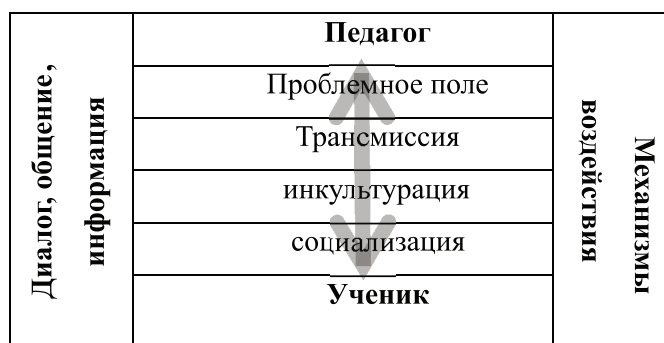 Диалог, общение,
информация
Педагог
Проблемное поле
Трансмиссия
инкультурация
социализация
Ученик
Механизмы
воздействия